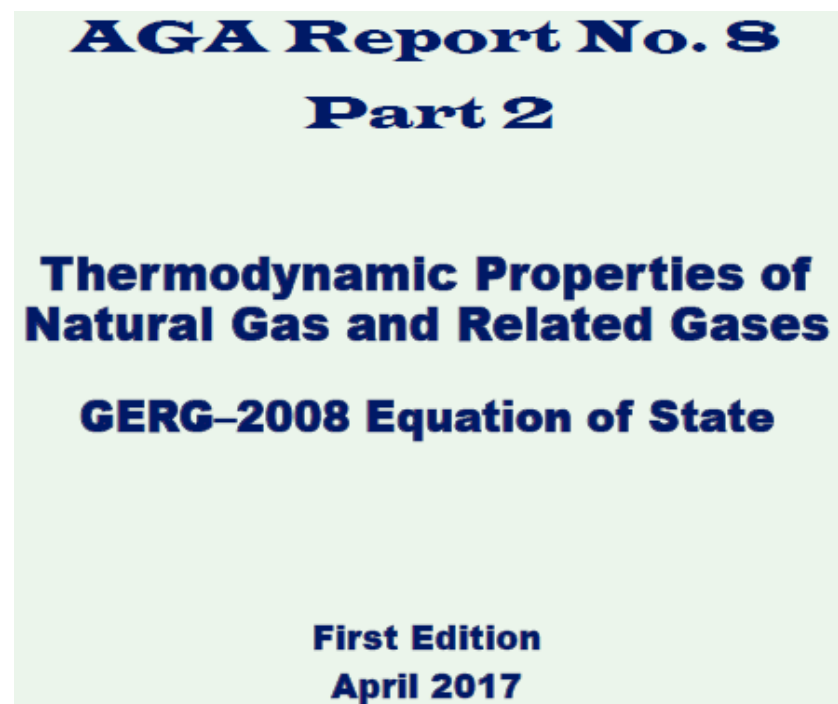 AGA Report No. 8
Part 2
Thermodynamic Properties of
Natural Gas and Related Gases
GERG–2008 Equation of State
First Edition
April 2017